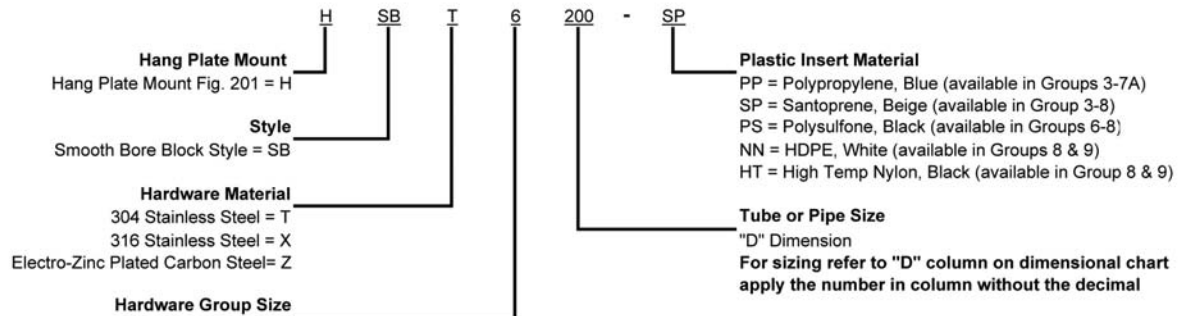 H SB T 6 200 - SP
Hang Plate Mount
Hang Plate Mount Fig. 201 = H
Style
Smooth Bore Block Style = SB
Hardware Material
304 Stainless Steel = T
316 Stainless Steel = X
Electro-Zinc Plated Carbon Steel= Z
Hardware Group Size
Plastic Insert Material
PP = Polypropylene, Blue (available in Groups 3-7A)
SP = Santoprene, Beige (available in Group 3-8)
PS = Polysulfone, Black (available in Groups 6-8)
NN = HDPE, White (available in Groups 8 & 9)
HT = High Temp Nylon, Black (available in Group 8 & 9)
Tube or Pipe Size
"D" Dimension
For sizing refer to "D" column on dimensional chart
apply the number in column without the decimal